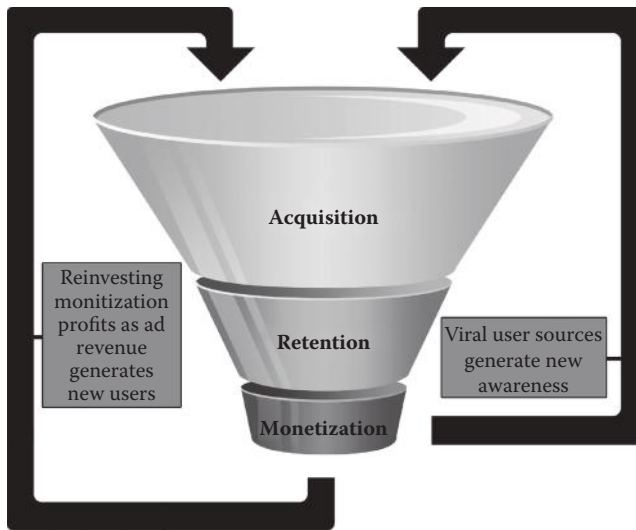 Acquisition
Retention
Monetization
Reinvesting
monitization
profits as ad
revenue
generates
new users
Viral user sources
generate new
awareness